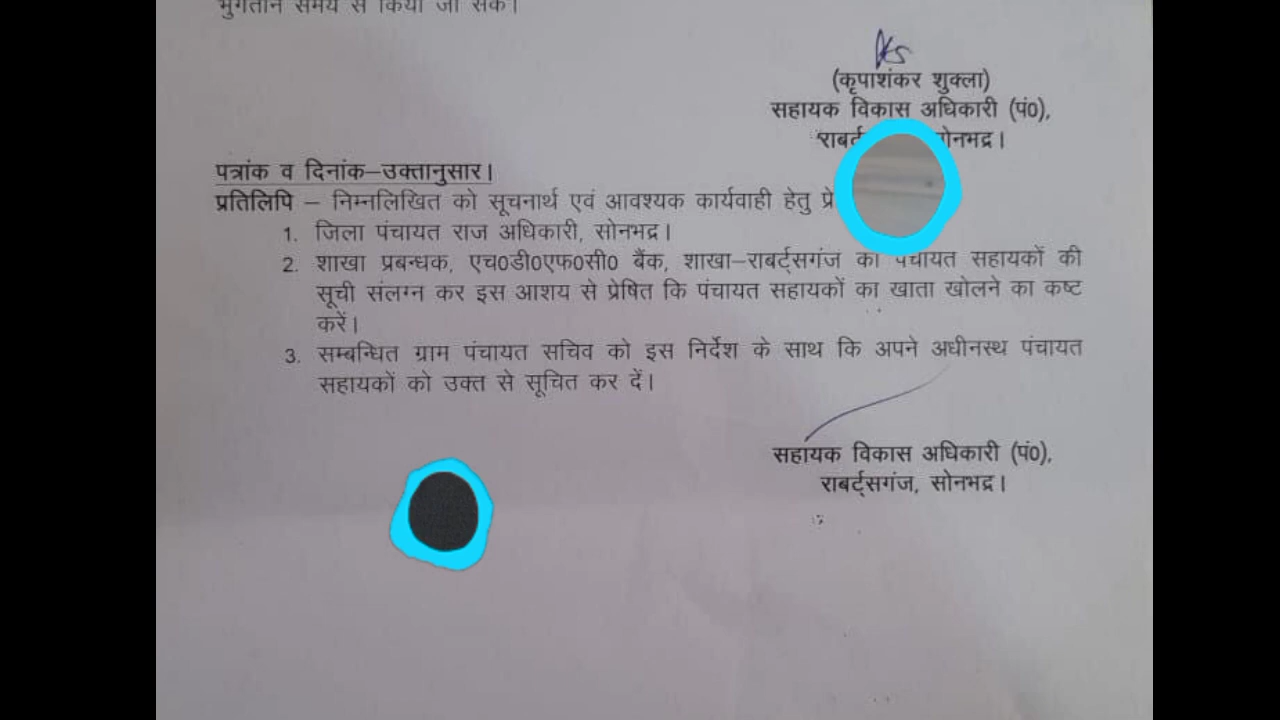 भुगतान समय से किया जा सके।
(कृपाशंकर शुक्ला)
सहायक विकास अधिकारी (पं0),
सोनभद्र।
पत्रांक व दिनांक–उक्तानुसार।
प्रतिलिपि – निम्नलिखित को सूचनार्थ एवं आवश्यक कार्यवाही हेतु
1. जिला पंचायत राज अधिकारी, सोनभद्र।
2. शाखा प्रबन्धक, एच0डी0एफ0सी0 बैंक, शाखा–राबर्ट्सगंज को पंचायत सहायकों की
सूची संलग्न कर इस आशय से प्रेषित कि पंचायत सहायकों का खाता खोलने का कष्ट
करें।
3. सम्बन्धित ग्राम पंचायत सचिव को इस निर्देश के साथ कि अपने अधीनस्थ पंचायत
सहायकों को उक्त से सूचित कर दें।
सहायक विकास अधिकारी (पं0),
राबर्ट्सगंज, सोनभद्र।